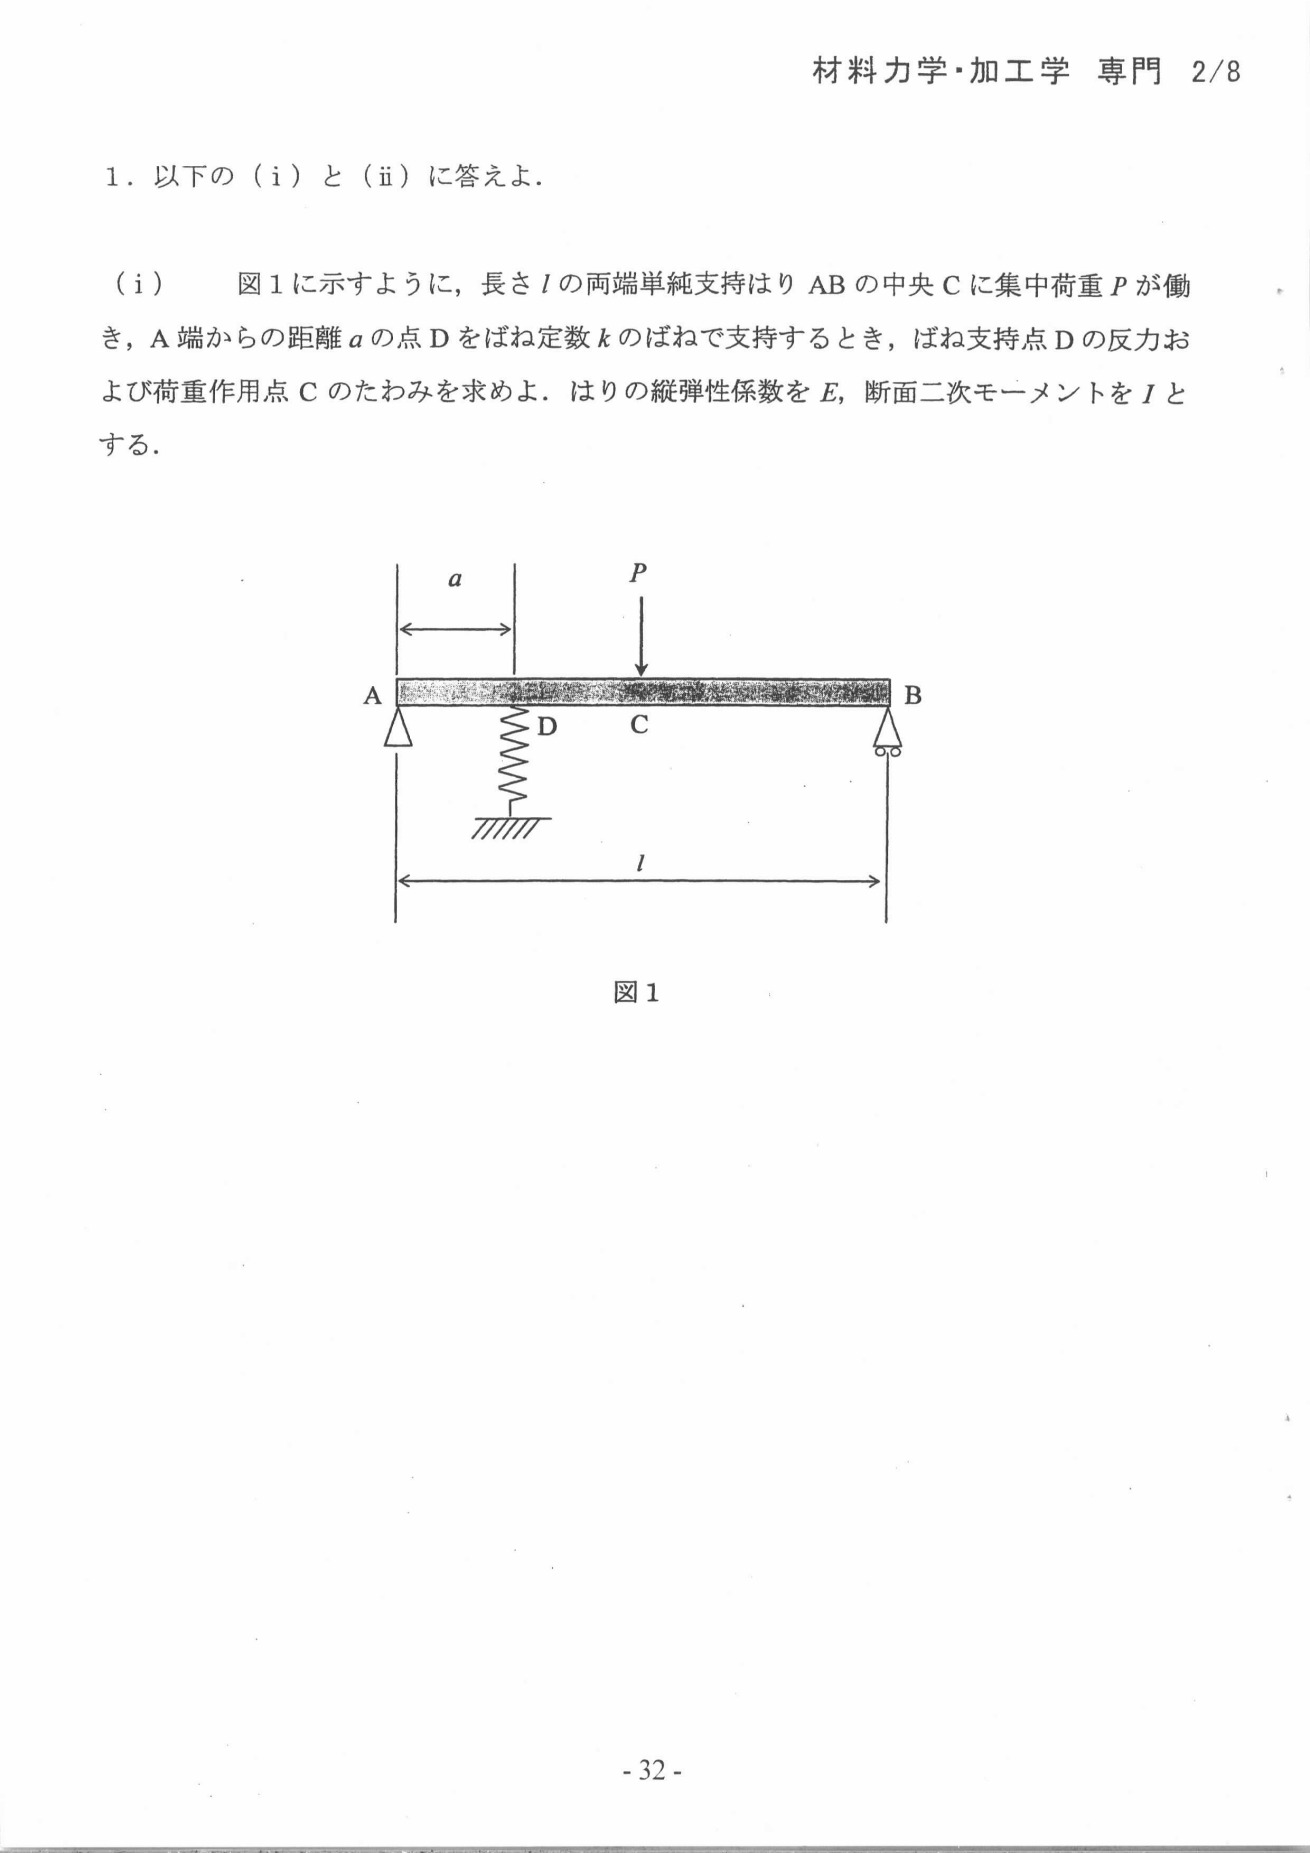 材料力学・加工学 専門 2/8
1．以下の（ⅰ）と（ⅱ）に答えよ．
（ⅰ） 図1に示すように，長さ l の両端単純支持はり AB の中央 C に集中荷重 P が働
き，A 端からの距離 a の点 D をばね定数 k のばねで支持するとき，ばね支持点 D の反力お
よび荷重作用点 C のたわみを求めよ．はりの縦弾性係数を E，断面二次モーメントを I と
する．
a
P
A
B
D
C
l
図1
- 32 -